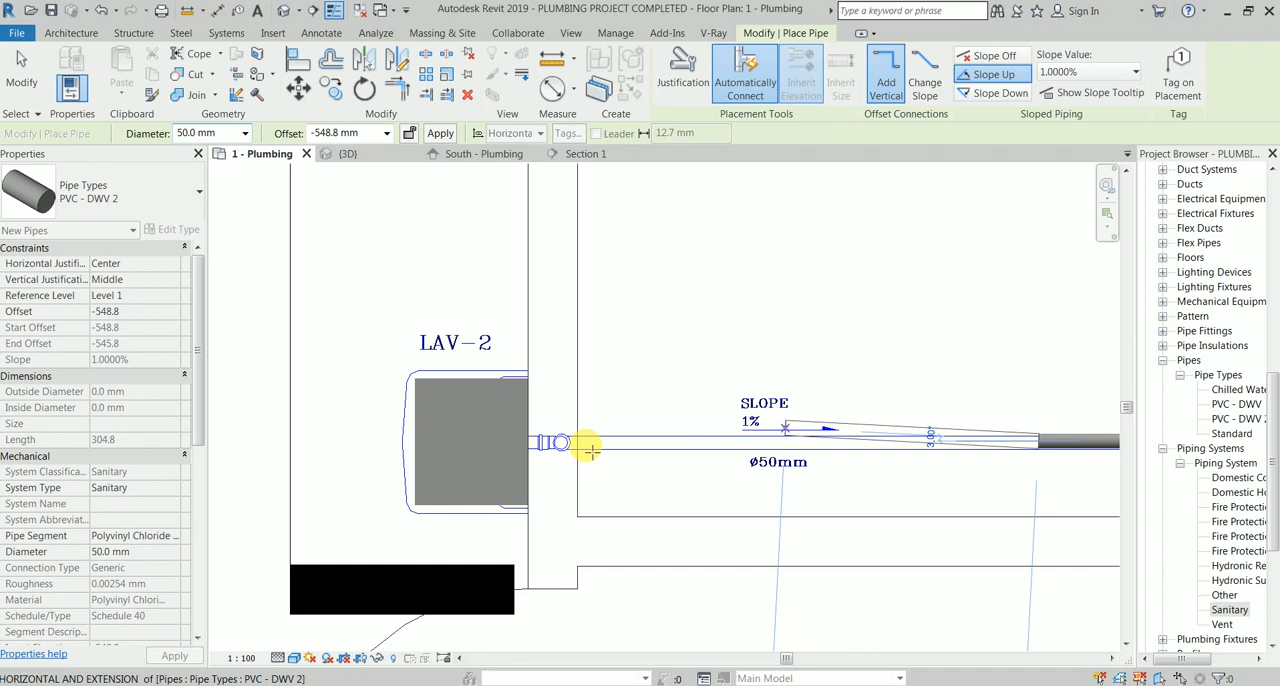 Autodesk Revit 2019 - PLUMBING PROJECT COMPLETED - Floor Plan: 1 - Plumbing
Type a keyword or phrase
Sign In
File
Architecture
Structure
Steel
Systems
Insert
Annotate
Analyze
Massing & Site
Collaborate
View
Manage
Add-Ins
V-Ray
Modify | Place Pipe
Modify
Paste
Cope
Cut
Join
Justification
Automatically
Connect
Inherit
Elevation
Inherit
Size
Add
Vertical
Change
Slope
Slope Off
Slope Up
Slope Down
Slope Value:
1.0000%
Show Slope Tooltip
Tag on
Placement
Select
Properties
Clipboard
Geometry
Modify
View
Measure
Create
Placement Tools
Offset Connections
Sloped Piping
Tag
Modify | Place Pipe
Diameter:
50.0 mm
Offset:
-548.8 mm
Apply
Horizonta
Tags...
Leader
12.7 mm
Properties
1 - Plumbing
{3D}
South - Plumbing
Section 1
Project Browser - PLUMBI...
Pipe Types
PVC - DWV 2
New Pipes
Edit Type
Constraints
Horizontal Justifi... Center
Vertical Justificati... Middle
Reference Level Level 1
Offset -548.8
Start Offset -548.8
End Offset -545.8
Slope 1.0000%
Dimensions
Outside Diameter 0.0 mm
Inside Diameter 0.0 mm
Size
Length 304.8
Mechanical
System Classifica... Sanitary
System Type Sanitary
System Name
System Abbreviat...
Pipe Segment Polyvinyl Chloride ...
Diameter 50.0 mm
Connection Type Generic
Roughness 0.00254 mm
Material Polyvinyl Chlori...
Schedule/Type Schedule 40
Segment Descrip...
Properties help
Apply
LAV-2
SLOPE
1%
3.00°
Ø50mm
Duct Systems
Ducts
Electrical Equipmen
Electrical Fixtures
Flex Ducts
Flex Pipes
Floors
Lighting Devices
Lighting Fixtures
Mechanical Equipm
Pattern
Pipe Fittings
Pipe Insulations
Pipes
Pipe Types
Chilled Wate
PVC - DWV
PVC - DWV 2
Standard
Piping Systems
Piping System
Domestic Co
Domestic Ho
Fire Protectio
Fire Protectio
Fire Protectio
Fire Protectio
Hydronic Re
Hydronic Su
Other
Sanitary
Vent
Plumbing Fixtures
1 : 100
HORIZONTAL AND EXTENSION of [Pipes : Pipe Types : PVC - DWV 2]
:0
Main Model
:0